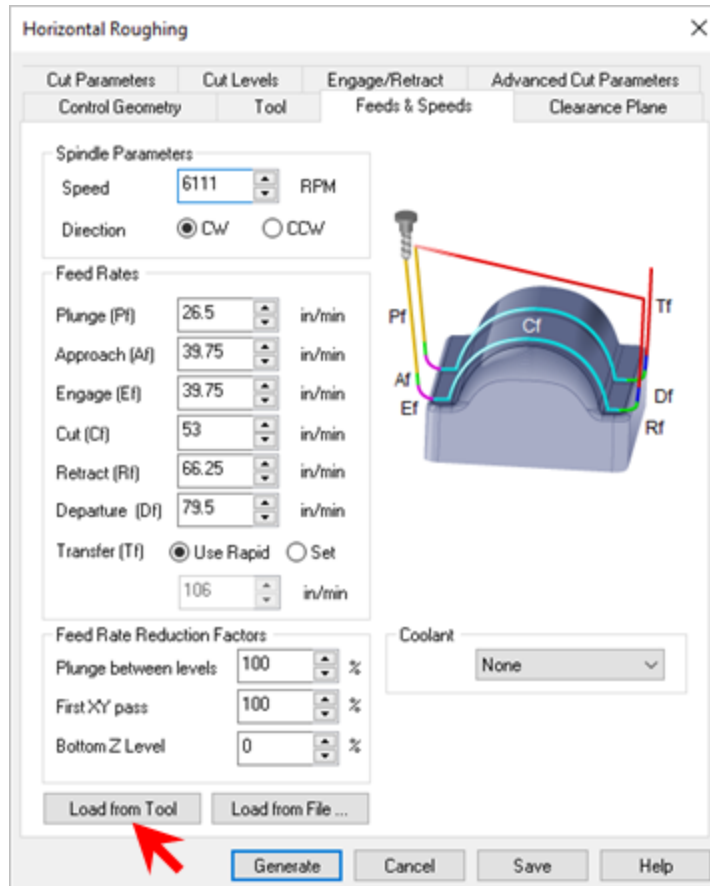 Horizontal Roughing
Cut Parameters Cut Levels Engage/Retract Advanced Cut Parameters
Control Geometry Tool Feeds & Speeds Clearance Plane
Spindle Parameters
Speed 6111 RPM
Direction CW CCW
Feed Rates
Plunge (Pf) 26.5 in/min
Approach (Af) 39.75 in/min
Engage (Ef) 39.75 in/min
Cut (Cf) 53 in/min
Retract (Rf) 66.25 in/min
Departure (Df) 79.5 in/min
Transfer (Tf) Use Rapid Set
106 in/min
Pf
Cf
Tf
Af
Ef
Df
Rf
Feed Rate Reduction Factors
Plunge between levels 100 %
First XY pass 100 %
Bottom Z Level 0 %
Coolant
None
Load from Tool Load from File ...
Generate Cancel Save Help